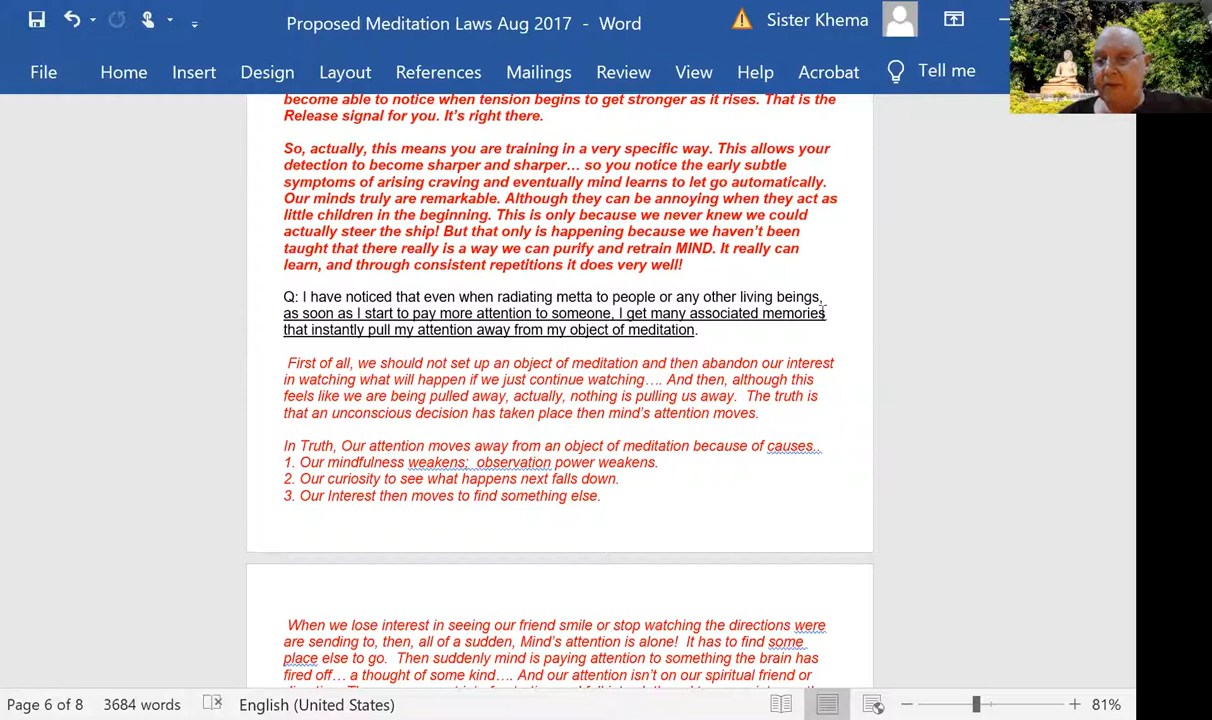 Proposed Meditation Laws Aug 2017 - Word
Sister Khema
File Home Insert Design Layout References Mailings Review View Help Acrobat Tell me
become able to notice when tension begins to get stronger as it rises. That is the
Release signal for you. It's right there.
So, actually, this means you are training in a very specific way. This allows your
detection to become sharper and sharper… so you notice the early subtle
symptoms of arising craving and eventually mind learns to let go automatically.
Our minds truly are remarkable. Although they can be annoying when they act as
little children in the beginning. This is only because we never knew we could
actually steer the ship! But that only is happening because we haven't been
taught that there really is a way we can purify and retrain MIND. It really can
learn, and through consistent repetitions it does very well!
Q: I have noticed that even when radiating metta to people or any other living beings,
as soon as I start to pay more attention to someone, I get many associated memories
that instantly pull my attention away from my object of meditation.
First of all, we should not set up an object of meditation and then abandon our interest
in watching what will happen if we just continue watching…. And then, although this
feels like we are being pulled away, actually, nothing is pulling us away. The truth is
that an unconscious decision has taken place then mind's attention moves.
In Truth, Our attention moves away from an object of meditation because of causes..
1. Our mindfulness weakens; observation power weakens.
2. Our curiosity to see what happens next falls down.
3. Our Interest then moves to find something else.
When we lose interest in seeing our friend smile or stop watching the directions were
are sending to, then, all of a sudden, Mind's attention is alone! It has to find some
place else to go. Then suddenly mind is paying attention to something the brain has
fired off… a thought of some kind…. And our attention isn't on our spiritual friend or
Page 6 of 8 3684 words English (United States) 81%